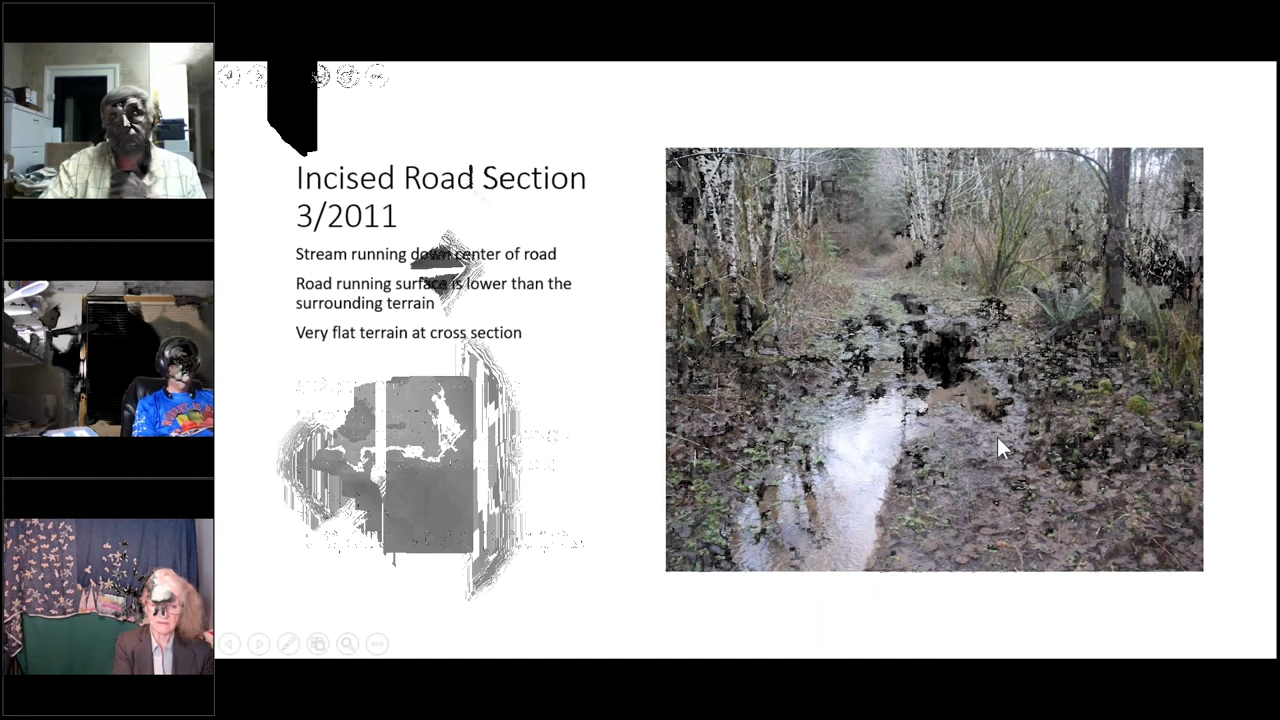 Incised Road Section
3/2011
Stream running down center of road
Road running surface is lower than the
surrounding terrain
Very flat terrain at cross section